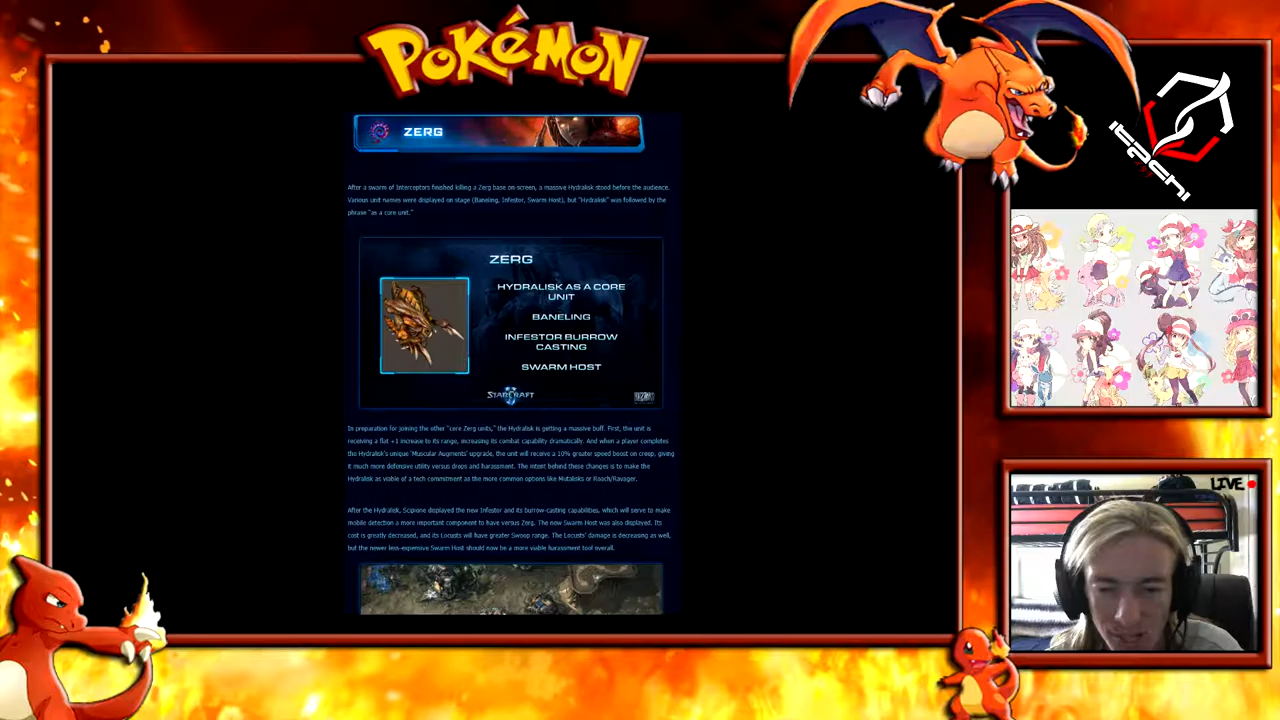 POKéMON
ZERG
After a swarm of Interceptors finished killing a Zerg base on-screen, a massive Hydralisk stood before the audience.
Various unit names were displayed on stage (Baneling, Infestor, Swarm Host), but "Hydralisk" was followed by the
phrase "as a core unit."
ZERG
HYDRALISK AS A CORE
UNIT
BANELING
INFESTOR BURROW
CASTING
SWARM HOST
STARCRAFT
In preparation for joining the other "core Zerg units," the Hydralisk is getting a massive buff. First, the unit is
receiving a flat +1 increase to its range, increasing its combat capability dramatically. And when a player completes
the Hydralisk's unique 'Muscular Augments' upgrade, the unit will receive a 10% greater speed boost on creep, giving
it much more defensive utility versus drops and harassment. The intent behind these changes is to make the
Hydralisk as viable of a tech commitment as the more common options like Mutalisks or Roach/Ravager.
After the Hydralisk, Scipione displayed the new Infestor and its burrow-casting capabilities, which will serve to make
mobile detection a more important component to have versus Zerg. The new Swarm Host was also displayed. Its
cost is greatly decreased, and its Locusts will have greater Swoop range. The Locusts' damage is decreasing as well,
but the newer less-expensive Swarm Host should now be a more viable harassment tool overall.
itachi
LIVE